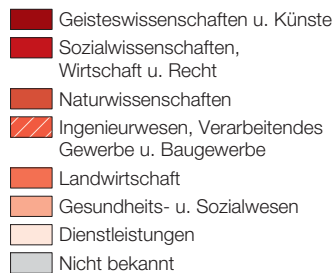 Geisteswissenschaften u. Künste
Sozialwissenschaften,
Wirtschaft u. Recht
Naturwissenschaften
Ingenieurwesen, Verarbeitendes
Gewerbe u. Baugewerbe
Landwirtschaft
Gesundheits- u. Sozialwesen
Dienstleistungen
Nicht bekannt